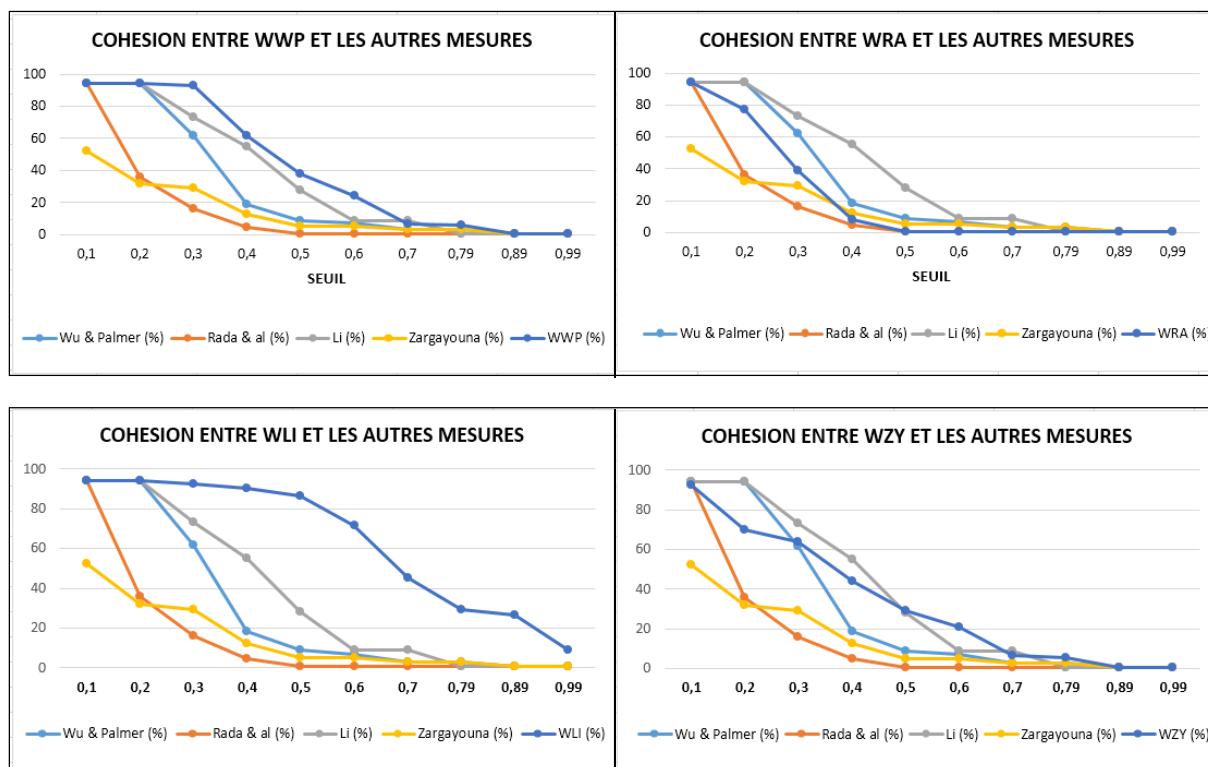 COHESION ENTRE WWP ET LES AUTRES MESURES
100
80
60
40
20
0
0,1 0,2 0,3 0,4 0,5 0,6 0,7 0,79 0,89 0,99
SEUIL
Wu & Palmer (%) Rada & al (%) Li (%) Zargayouna (%) WWP (%)
COHESION ENTRE WRA ET LES AUTRES MESURES
100
80
60
40
20
0
0,1 0,2 0,3 0,4 0,5 0,6 0,7 0,79 0,89 0,99
SEUIL
Wu & Palmer (%) Rada & al (%) Li (%) Zargayouna (%) WRA (%)
COHESION ENTRE WLI ET LES AUTRES MESURES
100
80
60
40
20
0
0,1 0,2 0,3 0,4 0,5 0,6 0,7 0,79 0,89 0,99
Wu & Palmer (%) Rada & al (%) Li (%) Zargayouna (%) WLI (%)
COHESION ENTRE WZY ET LES AUTRES MESURES
100
80
60
40
20
0
0,1 0,2 0,3 0,4 0,5 0,6 0,7 0,79 0,89 0,99
Wu & Palmer (%) Rada & al (%) Li (%) Zargayouna (%) WZY (%)